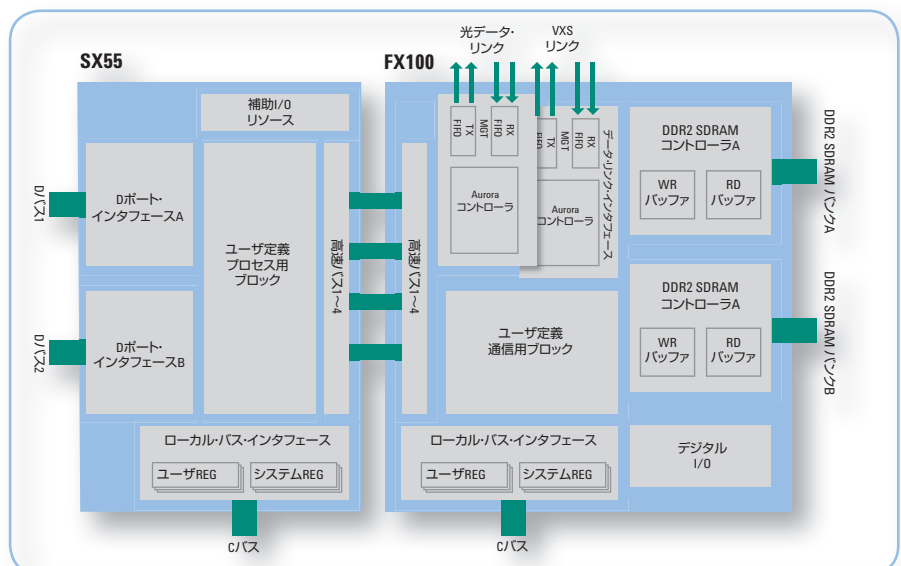 SX55
補助I/O
リソース
Dポート・
インタフェースA
Dバス1
ユーザ定義
プロセス用
ブロック
高速バス1〜4
Dポート・
インタフェースB
Dバス2
ローカル・バス・インタフェース
ユーザREG
システムREG
Cバス
FX100
光データ・
リンク
VXS
リンク
高速バス1〜4
TX
FIFO
MGT
RX
FIFO
Aurora
コントローラ
TX
FIFO
MGT
RX
FIFO
Aurora
コントローラ
データ・リンク・インタフェース
ユーザ定義
通信用ブロック
ローカル・バス・インタフェース
ユーザREG
システムREG
Cバス
DDR2 SDRAM
コントローラA
WR
バッファ
RD
バッファ
DDR2 SDRAM バンクA
DDR2 SDRAM
コントローラA
WR
バッファ
RD
バッファ
DDR2 SDRAM バンクB
デジタル
I/O